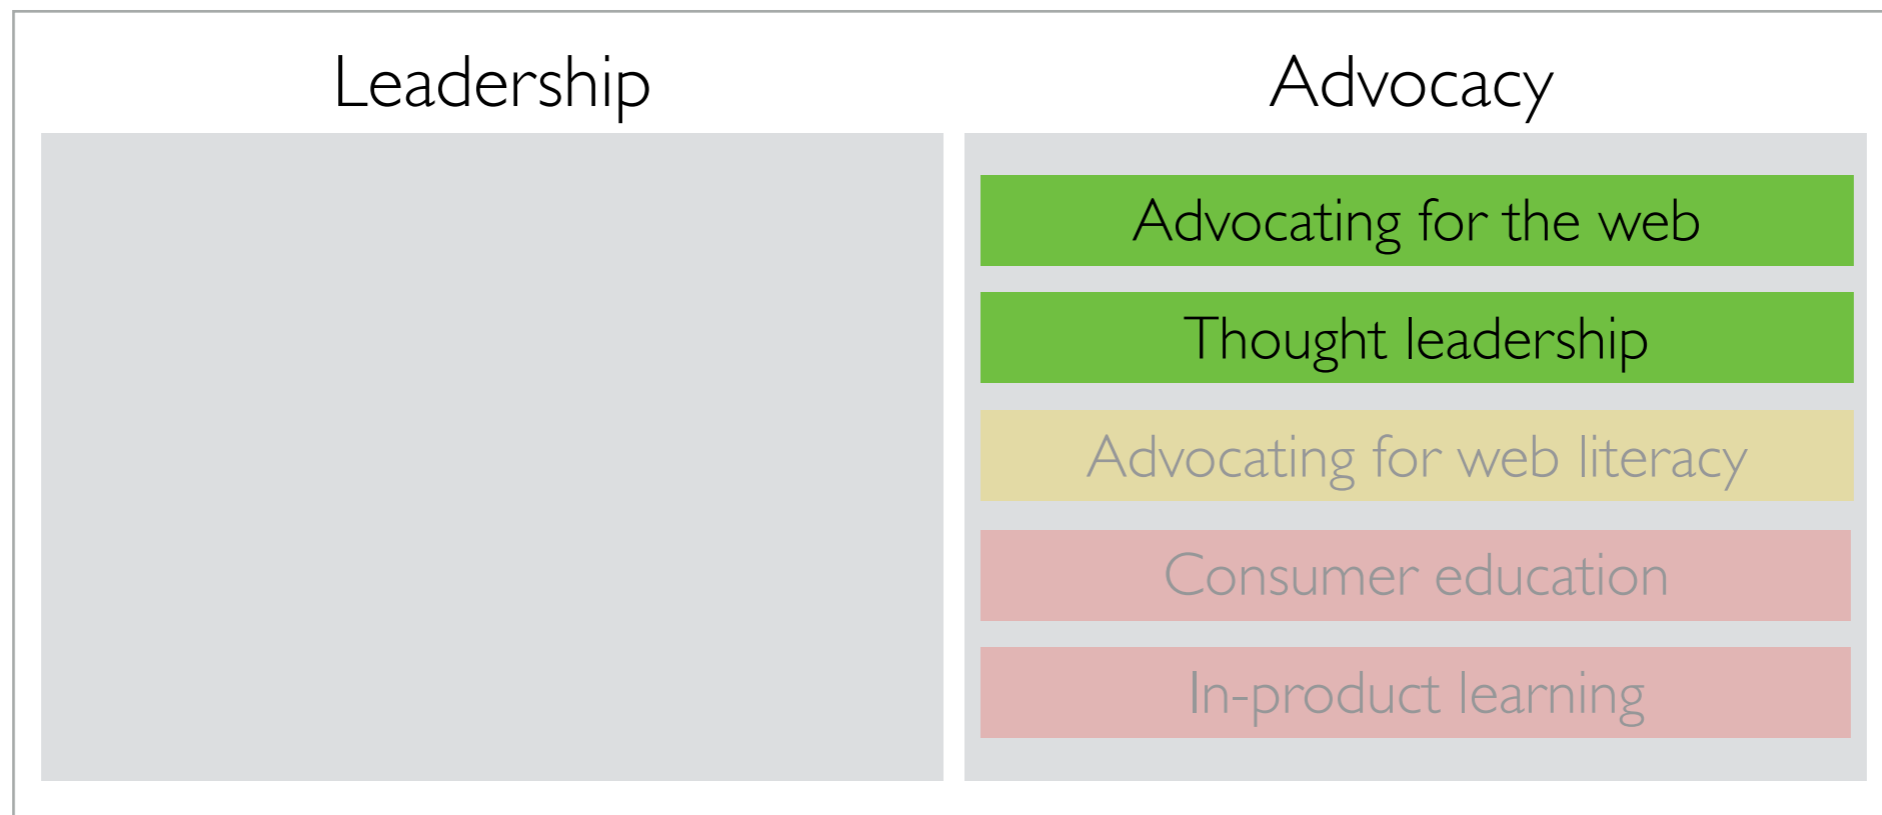 Leadership
Advocacy
Advocating for the web
Thought leadership
Advocating for web literacy
Consumer education
In-product learning